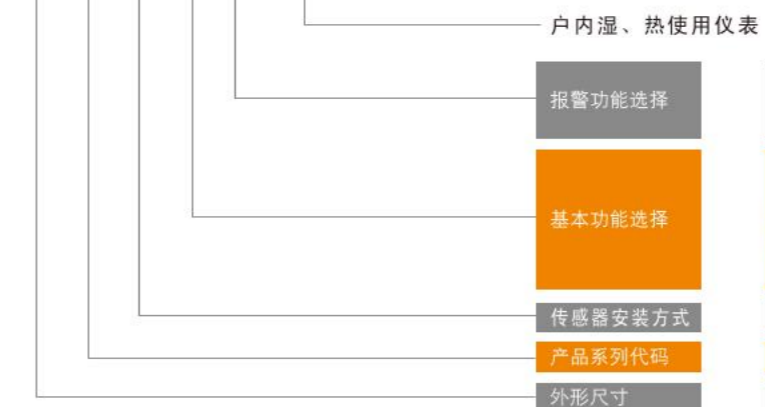 户内湿、热使用仪表
报警功能选择
基本功能选择
传感器安装方式
产品系列代码
外形尺寸